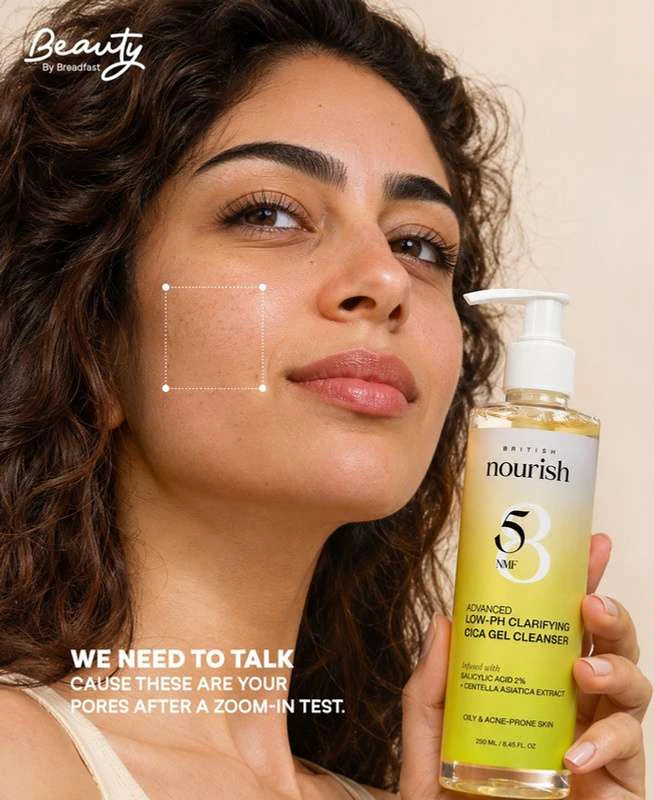 Beauty
By Breadfast
BRITISH
nourish
5 8
NMF
ADVANCED
LOW-PH CLARIFYING
CICA GEL CLEANSER
Infused with
SALICYLIC ACID 2%
+ CENTELLA ASIATICA EXTRACT
OILY & ACNE-PRONE SKIN
250 ML / 8.45 FL. OZ
WE NEED TO TALK
CAUSE THESE ARE YOUR
PORES AFTER A ZOOM-IN TEST.